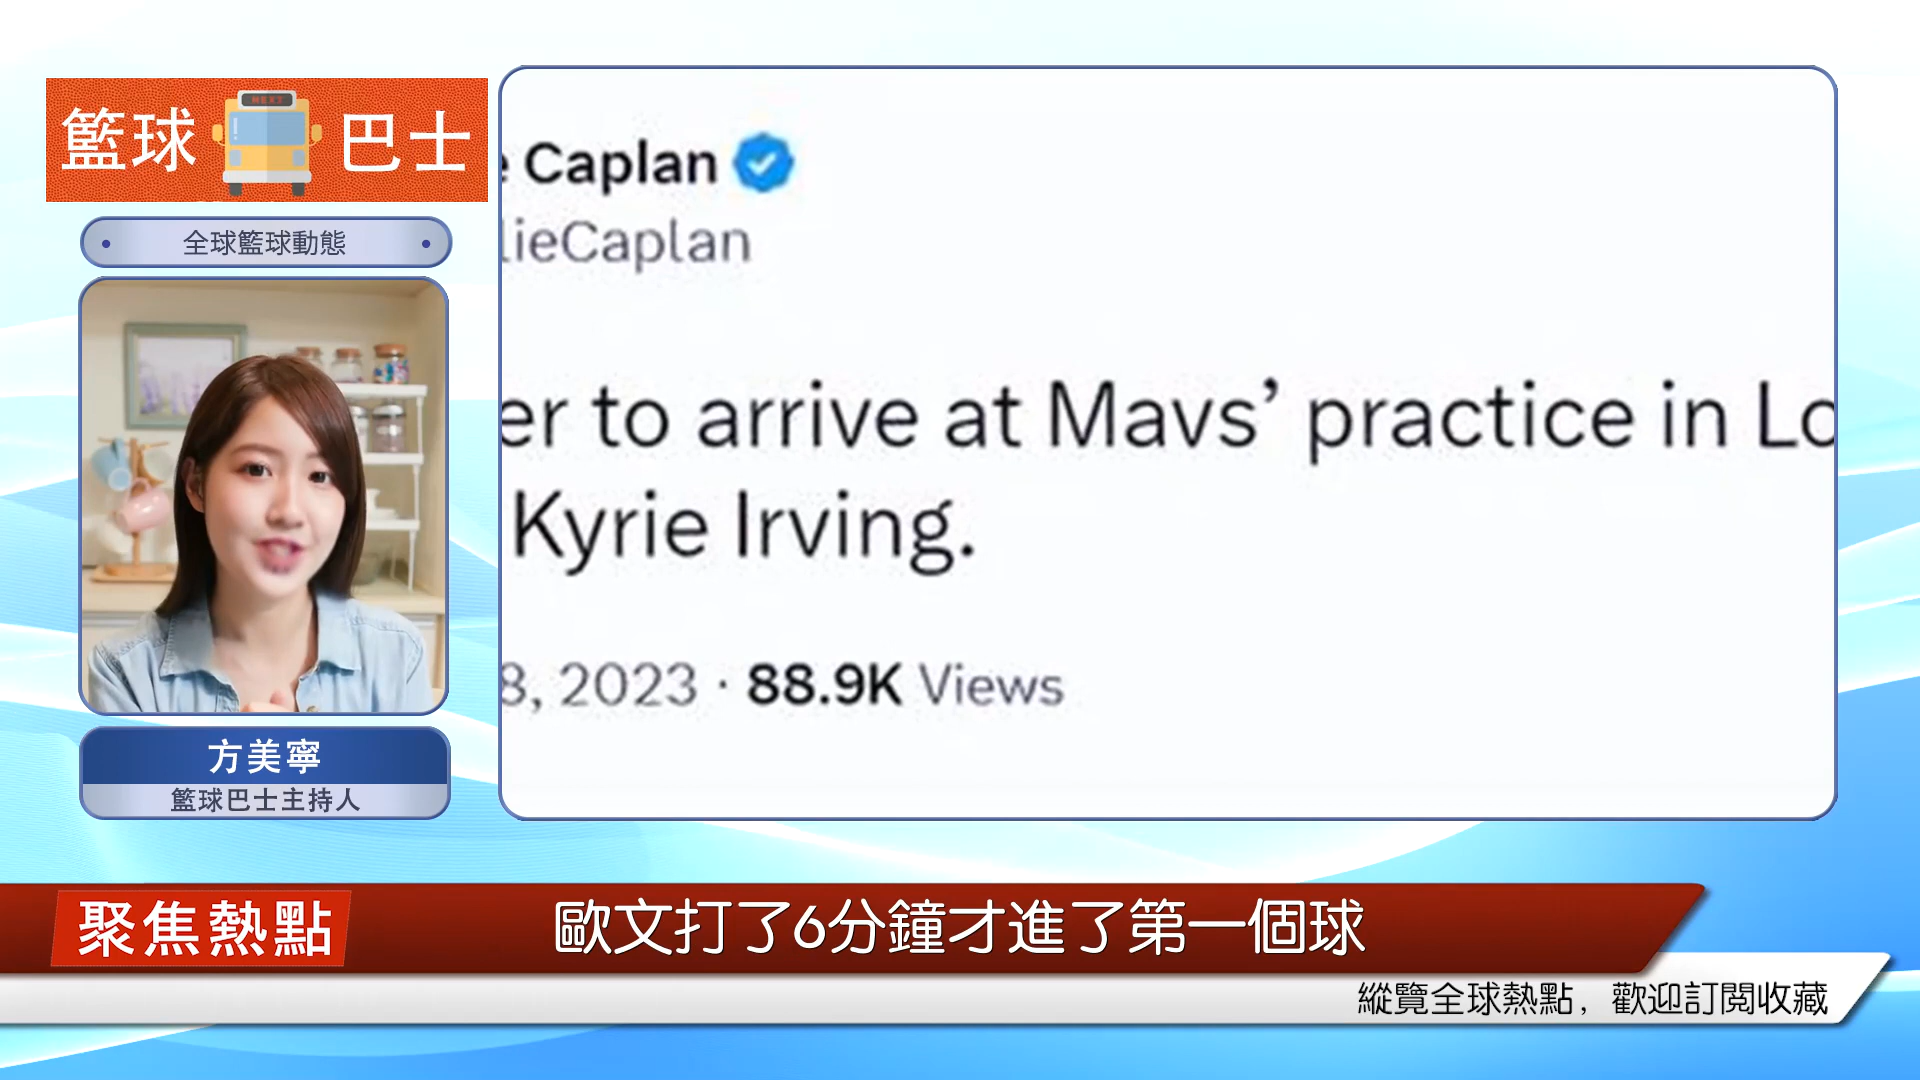 籃球巴士
全球籃球動態
方美寧
籃球巴士主持人
e Caplan
lieCaplan
er to arrive at Mavs’ practice in Lo
Kyrie Irving.
8, 2023 · 88.9K Views
聚焦熱點
歐文打了6分鐘才進了第一個球
縱覽全球熱點，歡迎訂閱收藏